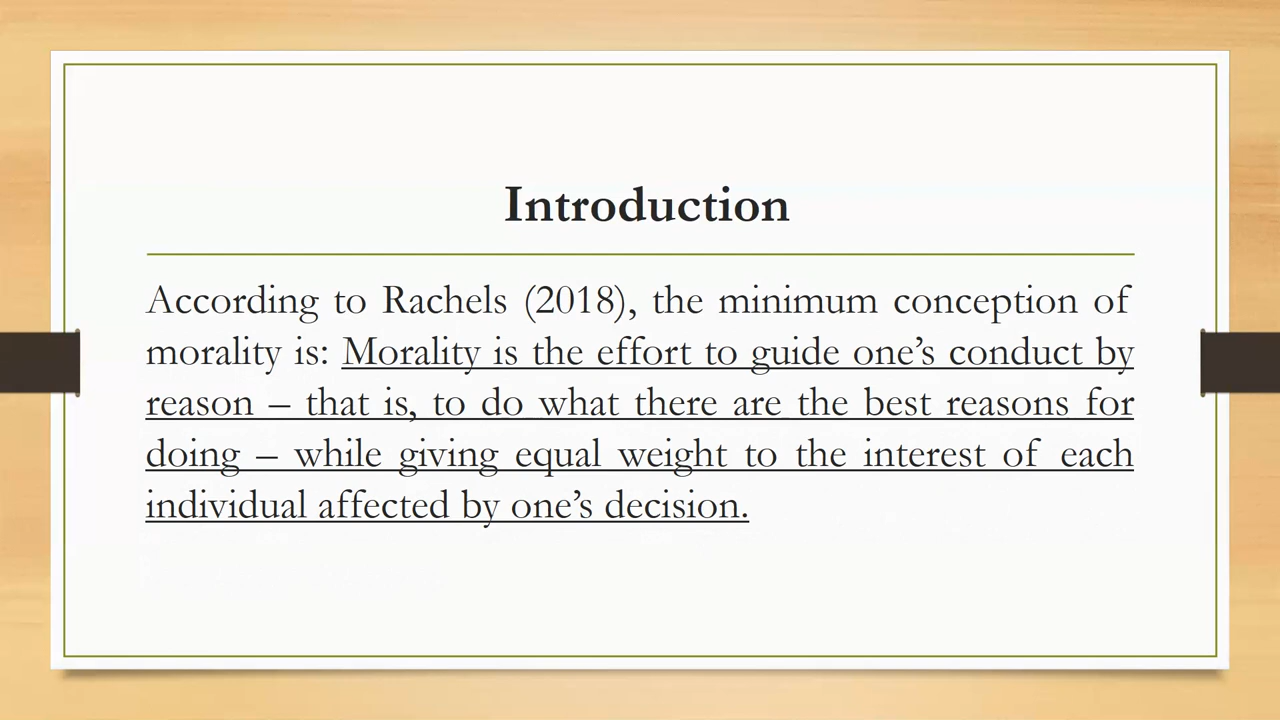 Introduction
According to Rachels (2018), the minimum conception of
morality is: Morality is the effort to guide one’s conduct by
reason – that is, to do what there are the best reasons for
doing – while giving equal weight to the interest of each
individual affected by one’s decision.